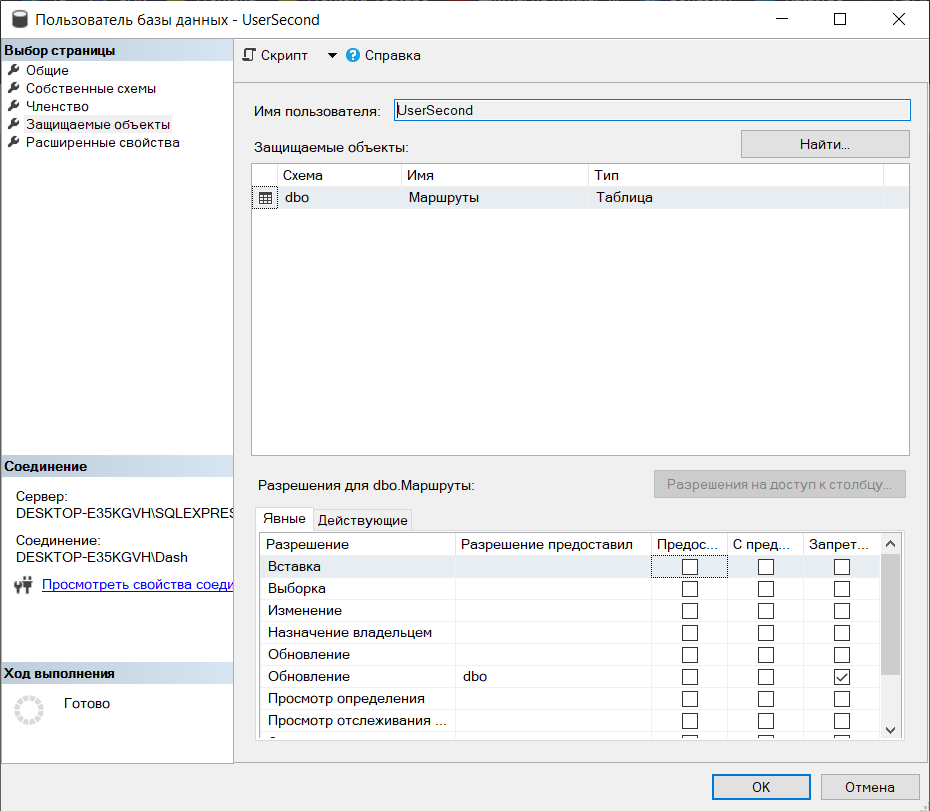 Пользователь базы данных - UserSecond
Выбор страницы
Общие
Собственные схемы
Членство
Защищаемые объекты
Расширенные свойства
Скрипт
Справка
Имя пользователя: UserSecond
Защищаемые объекты:
Найти...
Схема Имя Тип
dbo Маршруты Таблица
Соединение
Сервер:
DESKTOP-E35KGVH\SQLEXPRES
Соединение:
DESKTOP-E35KGVH\Dash
Просмотреть свойства соеди
Ход выполнения
Готово
Разрешения для dbo.Маршруты:
Разрешения на доступ к столбцу...
Явные Действующие
Разрешение Разрешение предоставил Предос... С пред... Запрет...
Вставка
Выборка
Изменение
Назначение владельцем
Обновление
Обновление dbo
Просмотр определения
Просмотр отслеживания ...
OK
Отмена